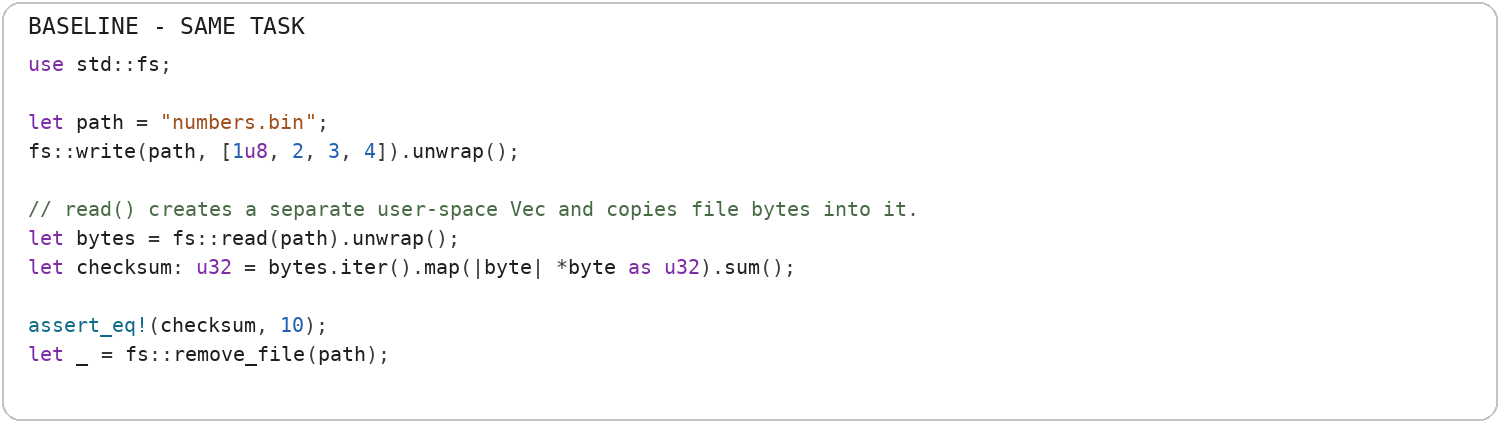 BASELINE - SAME TASK
use std::fs;
let path = "numbers.bin";
fs::write(path, [1u8, 2, 3, 4]).unwrap();
// read() creates a separate user-space Vec and copies file bytes into it.
let bytes = fs::read(path).unwrap();
let checksum: u32 = bytes.iter().map(|byte| *byte as u32).sum();
assert_eq!(checksum, 10);
let _ = fs::remove_file(path);